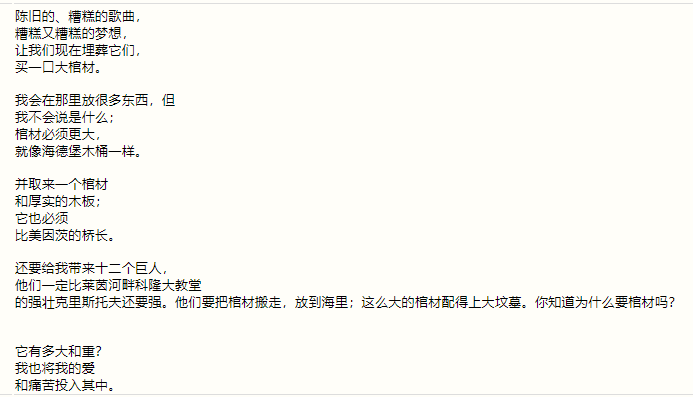 陈旧的、糟糕的歌曲，
糟糕又糟糕的梦想，
让我们现在埋葬它们，
买一口大棺材。
我会在那里放很多东西，但
我不会说是什么；
棺材必须更大，
就像海德堡木桶一样。
并取来一个棺材
和厚实的木板；
它也必须
比美因茨的桥长。
还要给我带来十二个巨人，
他们一定比莱茵河畔科隆大教堂
的强壮克里斯托夫还要强。他们要把棺材搬走，放到海里；这么大的棺材配得上大坟墓。你知道为什么要棺材吗？
它有多大和重？
我也将我的爱
和痛苦投入其中。